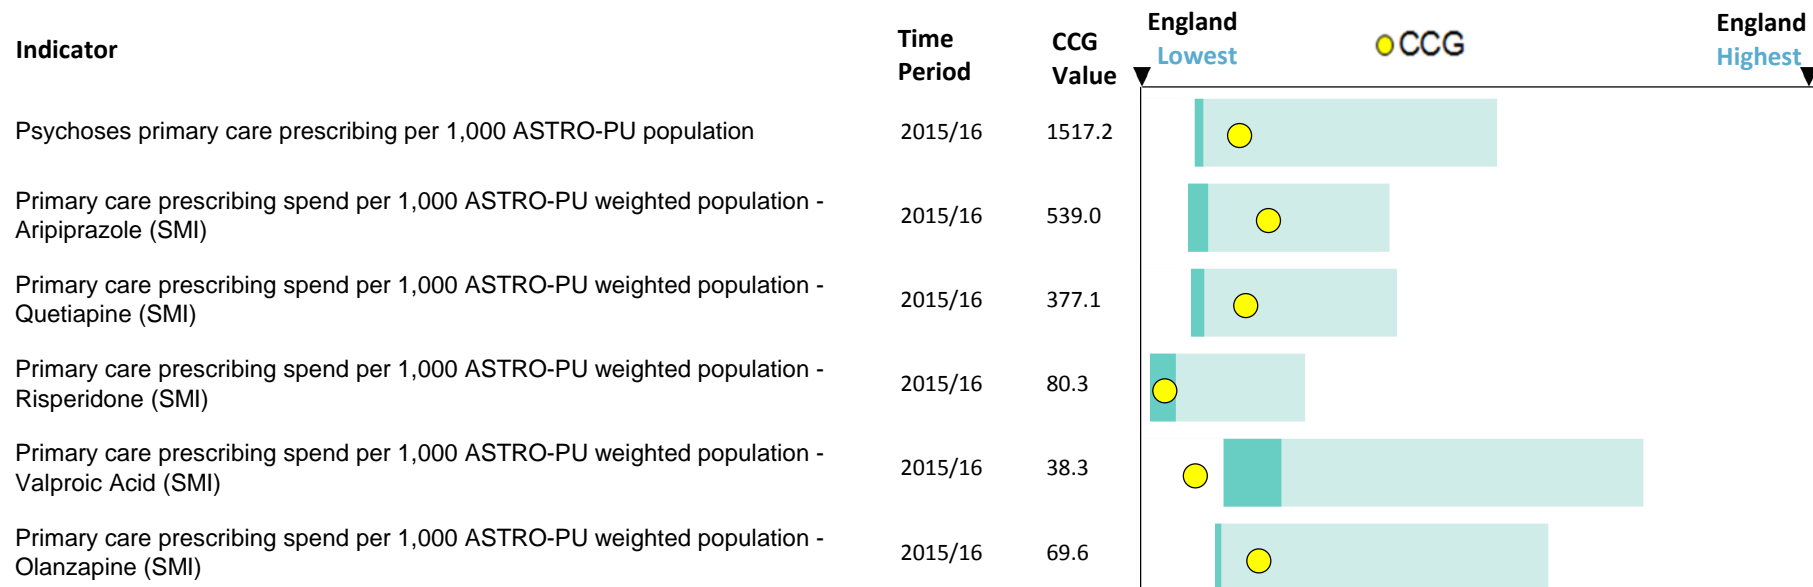 Indicator
Time
Period
CCG
Value
England
Lowest
CCG
England
Highest
Psychoses primary care prescribing per 1,000 ASTRO-PU population 2015/16 1517.2
Primary care prescribing spend per 1,000 ASTRO-PU weighted population -
Aripiprazole (SMI) 2015/16 539.0
Primary care prescribing spend per 1,000 ASTRO-PU weighted population -
Quetiapine (SMI) 2015/16 377.1
Primary care prescribing spend per 1,000 ASTRO-PU weighted population -
Risperidone (SMI) 2015/16 80.3
Primary care prescribing spend per 1,000 ASTRO-PU weighted population -
Valproic Acid (SMI) 2015/16 38.3
Primary care prescribing spend per 1,000 ASTRO-PU weighted population -
Olanzapine (SMI) 2015/16 69.6